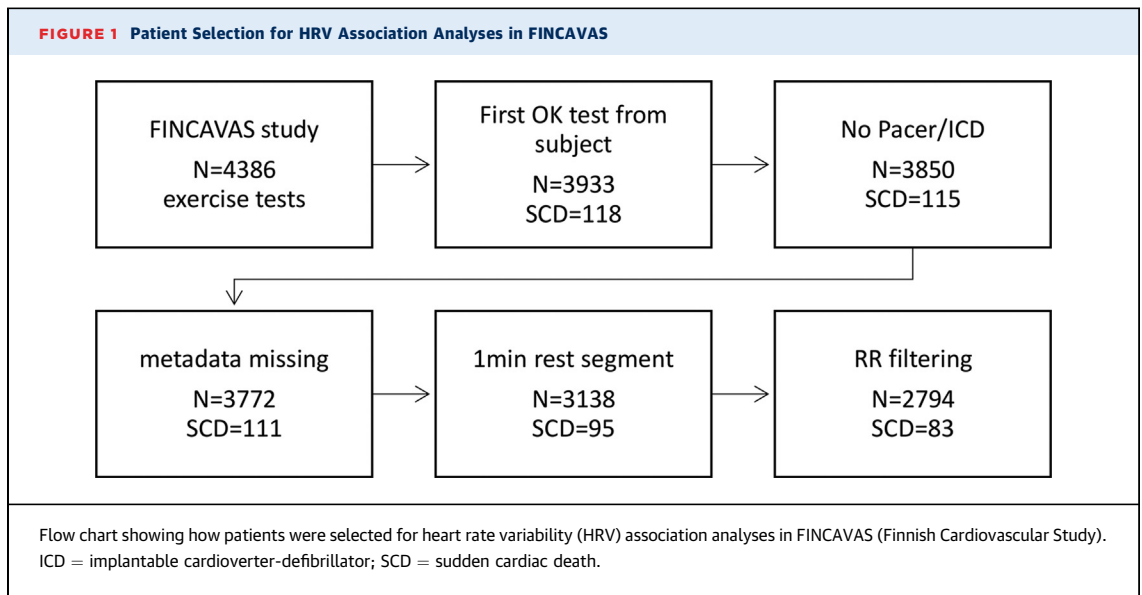 FIGURE 1 Patient Selection for HRV Association Analyses in FINCAVAS
FINCAVAS study
N=4386
exercise tests
First OK test from
subject
N=3933
SCD=118
No Pacer/ICD
N=3850
SCD=115
metadata missing
N=3772
SCD=111
1min rest segment
N=3138
SCD=95
RR filtering
N=2794
SCD=83
Flow chart showing how patients were selected for heart rate variability (HRV) association analyses in FINCAVAS (Finnish Cardiovascular Study).
ICD = implantable cardioverter-defibrillator; SCD = sudden cardiac death.